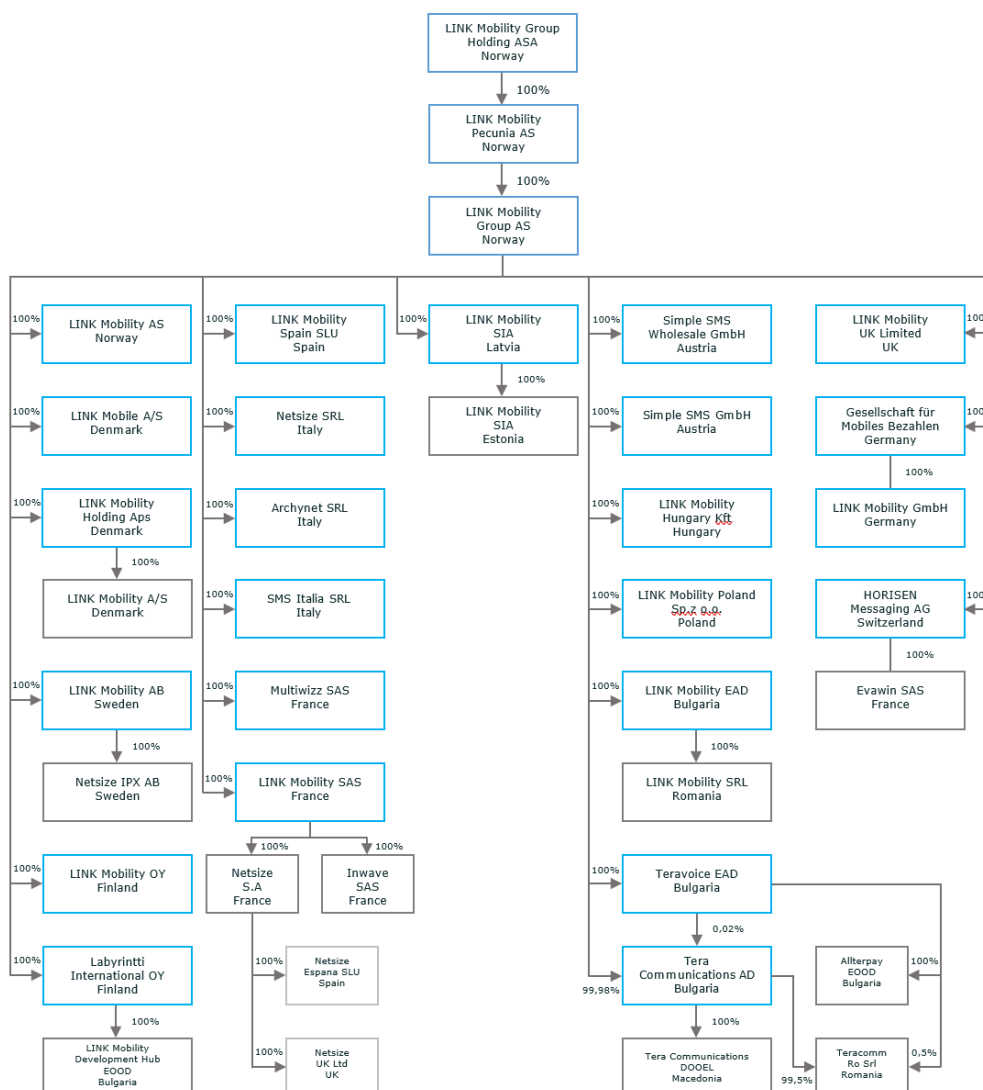 LINK Mobility Group
Holding ASA
Norway
100%
LINK Mobility
Pecunia AS
Norway
100%
LINK Mobility
Group AS
Norway
100%
LINK Mobility AS
Norway
100%
LINK Mobility
Spain SLU
Spain
100%
LINK Mobility
SIA
Latvia
100%
Simple SMS
Wholesale GmbH
Austria
LINK Mobility
UK Limited
UK
100
100%
LINK Mobile A/S
Denmark
100%
Netsize SRL
Italy
100%
LINK Mobility
SIA
Estonia
100%
Simple SMS GmbH
Austria
Gesellschaft für
Mobiles Bezahlen
Germany
100
100%
100%
LINK Mobility
Holding Aps
Denmark
100%
Archynet SRL
Italy
100%
LINK Mobility
Hungary Kft
Hungary
LINK Mobility GmbH
Germany
100%
LINK Mobility A/S
Denmark
100%
SMS Italia SRL
Italy
100%
LINK Mobility Poland
Sp.z o.o.
Poland
HORISEN
Messaging AG
Switzerland
100
100%
100%
LINK Mobility AB
Sweden
100%
Multiwizz SAS
France
100%
LINK Mobility EAD
Bulgaria
Evawin SAS
France
100%
100%
Netsize IPX AB
Sweden
100%
LINK Mobility SAS
France
LINK Mobility SRL
Romania
100%
100%
100%
LINK Mobility OY
Finland
Netsize
S.A
France
Inwave
SAS
France
100%
Teravoice EAD
Bulgaria
0,02%
100%
Labyrintti
International OY
Finland
100%
Netsize
Espana SLU
Spain
99,98%
Tera
Communications AD
Bulgaria
Allterpay
EOOD
Bulgaria
100%
100%
100%
LINK Mobility
Development Hub
EOOD
Bulgaria
100%
Netsize
UK Ltd
UK
Tera Communications
DOOEL
Macedonia
99,5%
Teracomm
Ro Srl
Romania
0,5%